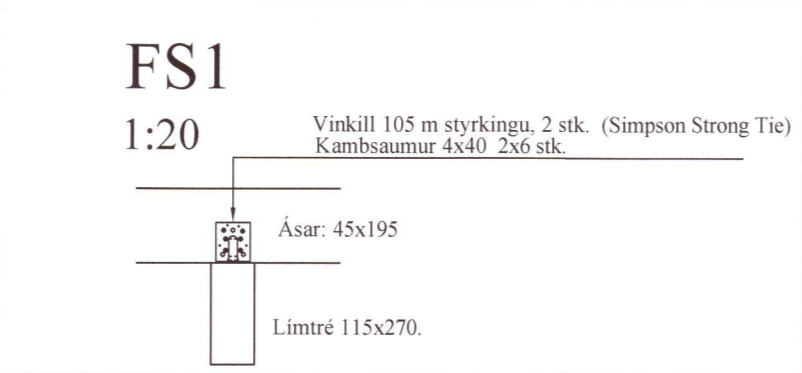 FS1
1:20
Vinkill 105 m styrkingu, 2 stk. (Simpson Strong Tie)
Kambsaumur 4x40 2x6 stk.
Ásar: 45x195
Límtré 115x270.